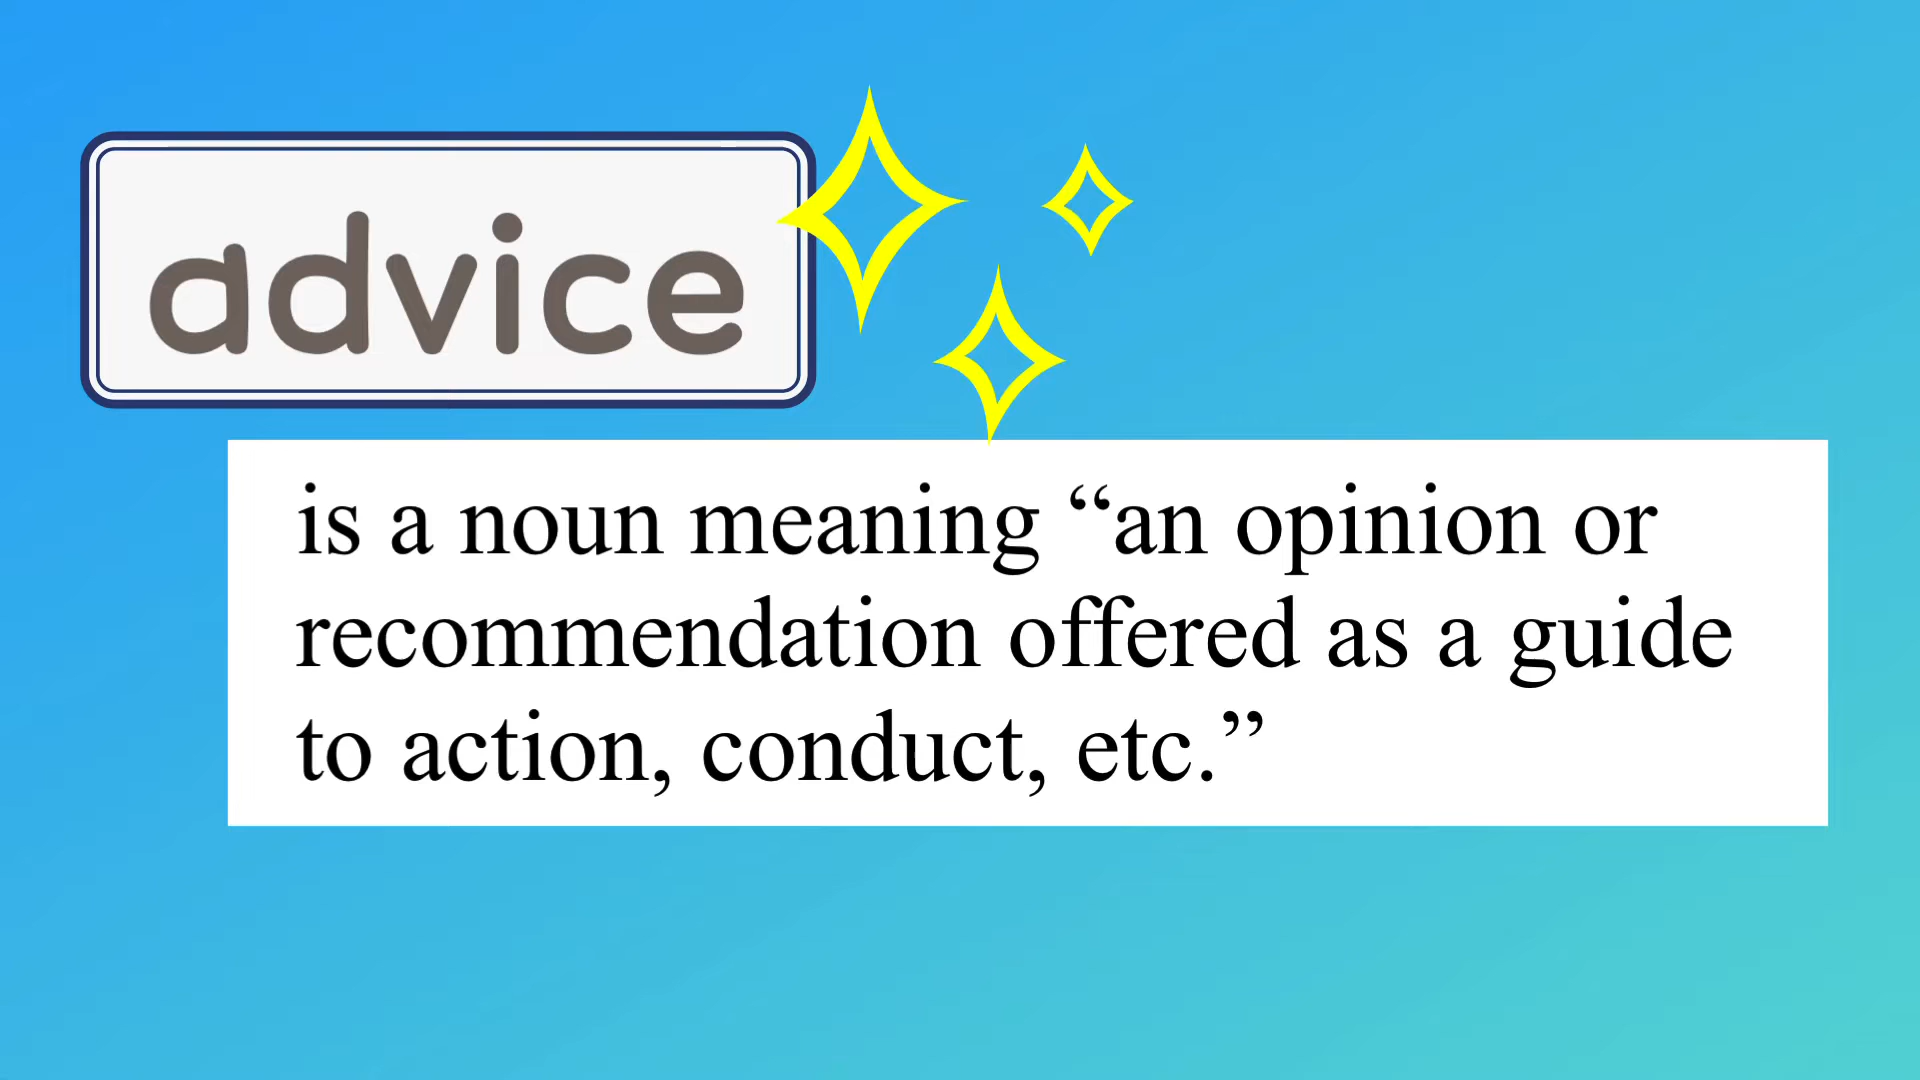 advice
is a noun meaning “an opinion or
recommendation offered as a guide
to action, conduct, etc.”